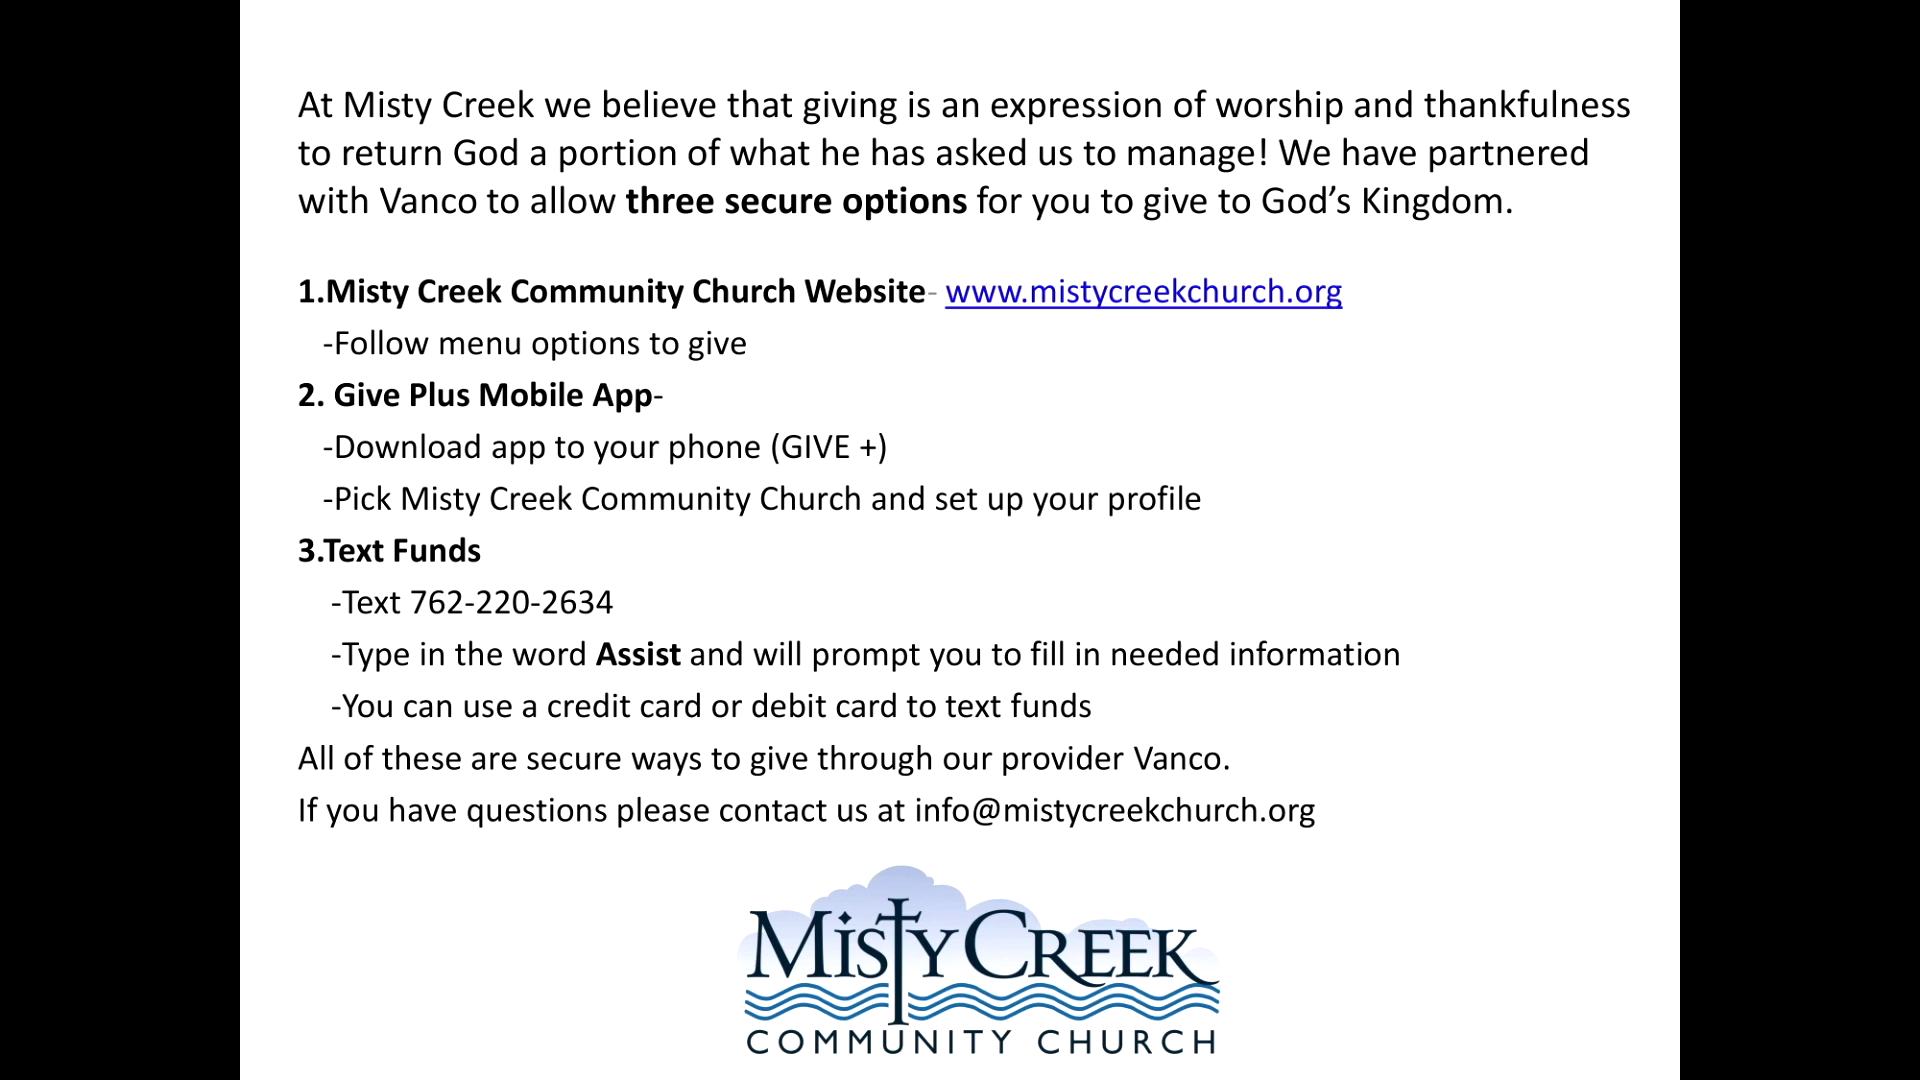 At Misty Creek we believe that giving is an expression of worship and thankfulness
to return God a portion of what he has asked us to manage! We have partnered
with Vanco to allow three secure options for you to give to God’s Kingdom.
1.Misty Creek Community Church Website- www.mistycreekchurch.org
-Follow menu options to give
2. Give Plus Mobile App-
-Download app to your phone (GIVE +)
-Pick Misty Creek Community Church and set up your profile
3.Text Funds
-Text 762-220-2634
-Type in the word Assist and will prompt you to fill in needed information
-You can use a credit card or debit card to text funds
All of these are secure ways to give through our provider Vanco.
If you have questions please contact us at info@mistycreekchurch.org
MISTY CREEK
COMMUNITY CHURCH